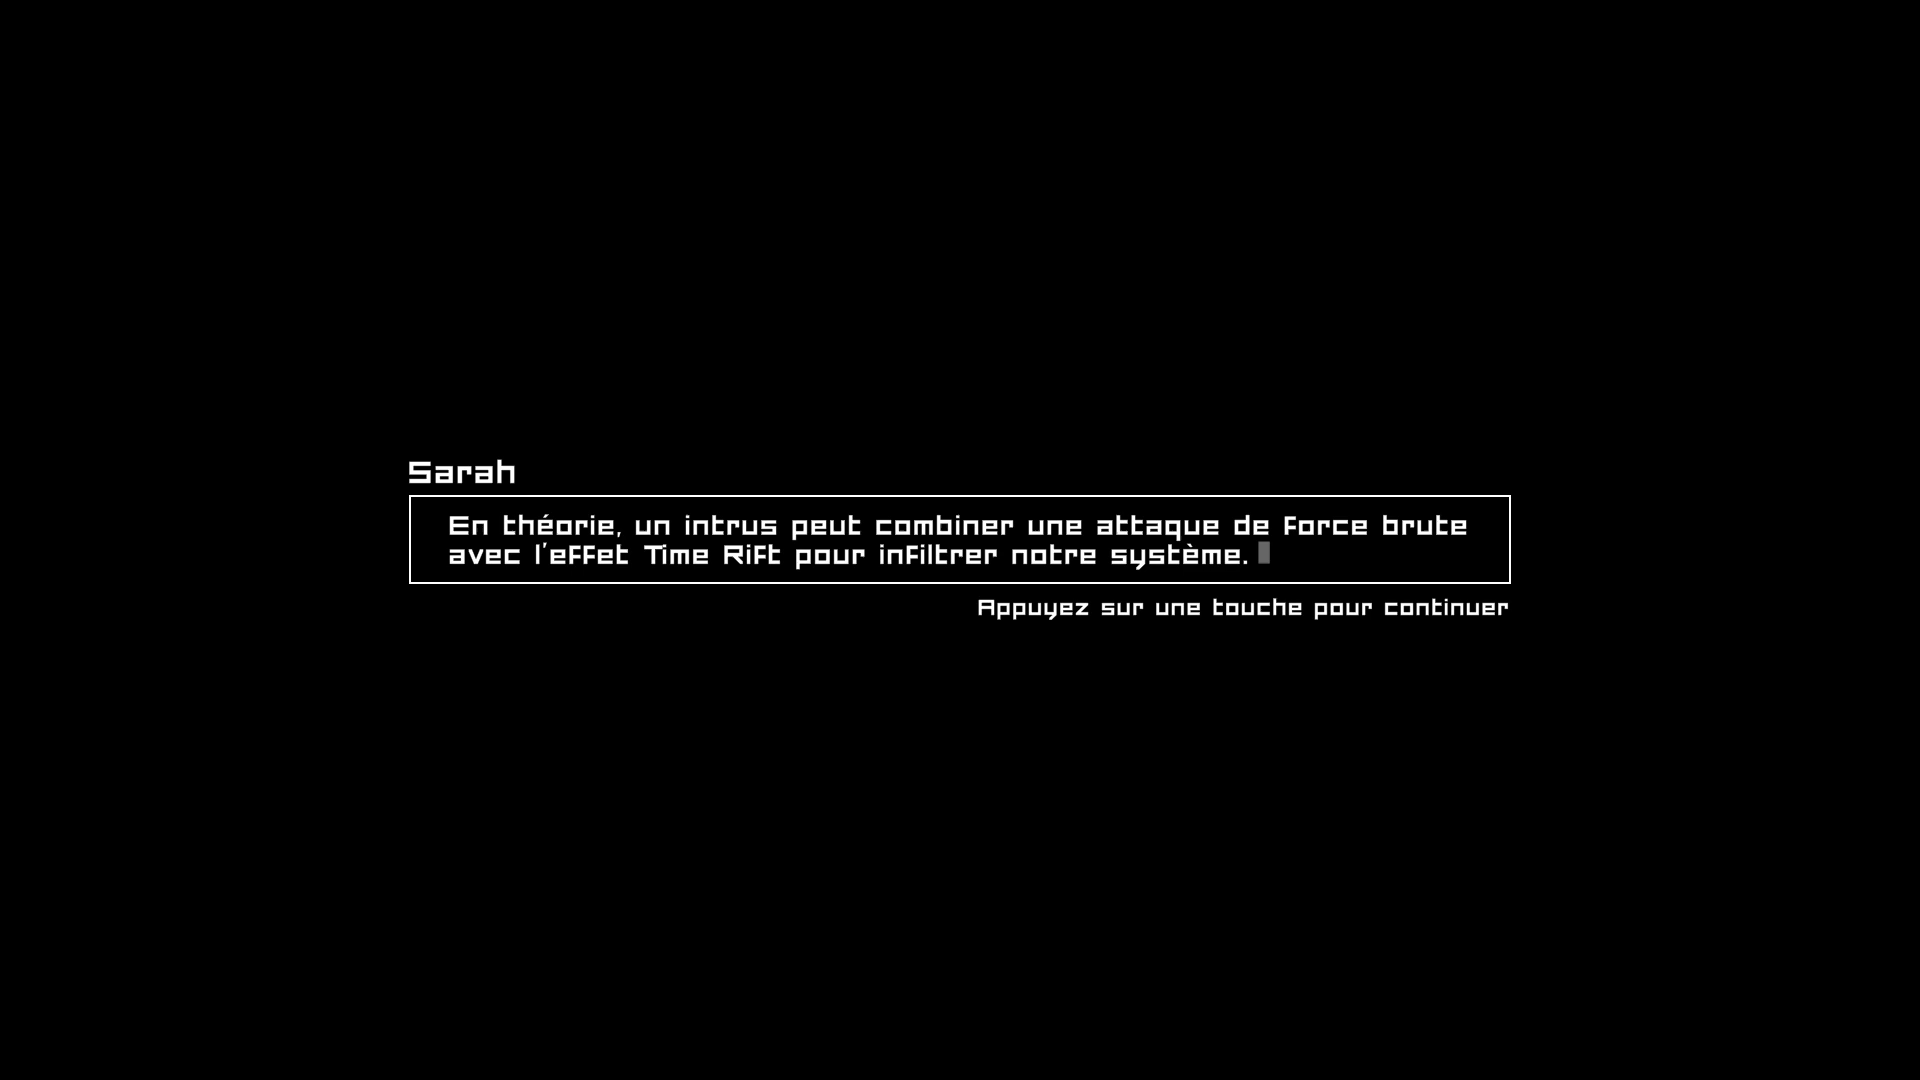 Sarah
En théorie, un intrus peut combiner une attaque de force brute
avec l'effet Time Rift pour infiltrer notre système.
Appuyez sur une touche pour continuer